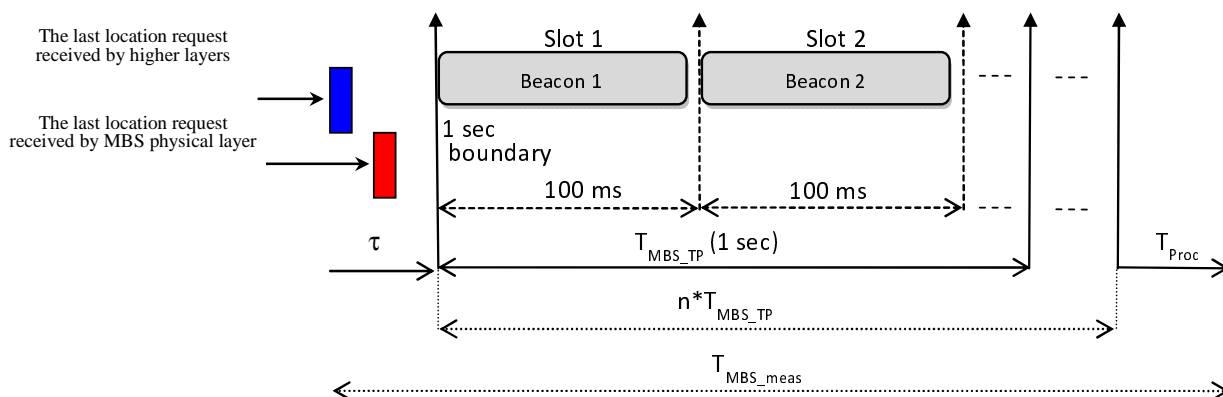 The last location request
received by higher layers
The last location request
received by MBS physical layer
Slot 1
Slot 2
Beacon 1
Beacon 2
1 sec
boundary
100 ms
100 ms
τ
T_MBS_TP (1 sec)
T_Proc
n*T_MBS_TP
T_MBS_meas